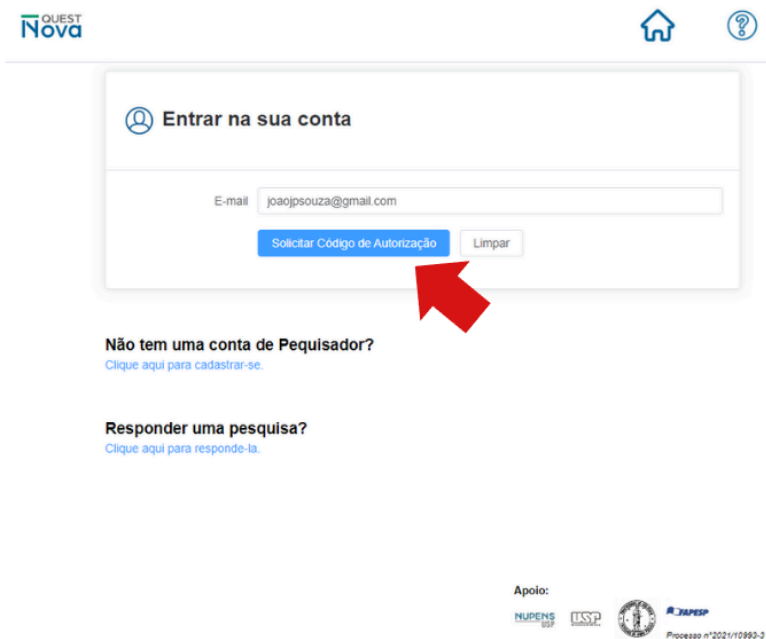 QUEST
Nova
Entrar na sua conta
E-mail joaojpsouza@gmail.com
Solicitar Código de Autorização Limpar
Não tem uma conta de Pequisador?
Clique aqui para cadastrar-se.
Responder uma pesquisa?
Clique aqui para responde-la.
Apoio:
NUPENS
USP
USP
FAPESP
Processo nº2021/10993-3